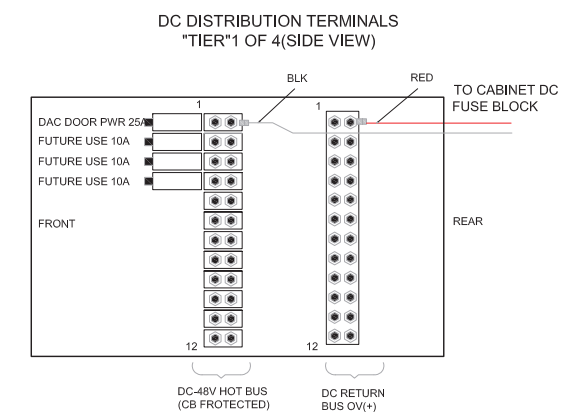 DC DISTRIBUTION TERMINALS
"TIER"1 OF 4(SIDE VIEW)
BLK
RED
TO CABINET DC
FUSE BLOCK
1
1
DAC DOOR PWR 25A
FUTURE USE 10A
FUTURE USE 10A
FUTURE USE 10A
FRONT
REAR
12
12
DC-48V HOT BUS
(CB FROTECTED)
DC RETURN
BUS OV(+)